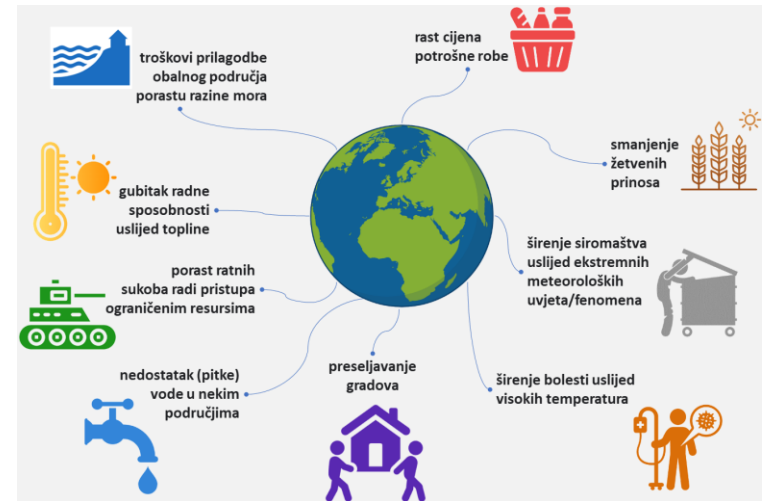 troškovi prilagodbe
obalnog područja
porastu razine mora
rast cijena
potrošne robe
smanjenje
žetvenih
prinosa
gubitak radne
sposobnosti
uslijed topline
širenje siromaštva
uslijed ekstremnih
meteoroloških
uvjeta/fenomena
porast ratnih
sukoba radi pristupa
ograničenim resursima
nedostatak (pitke)
vode u nekim
područjima
preseljavanje
gradova
širenje bolesti uslijed
visokih temperatura